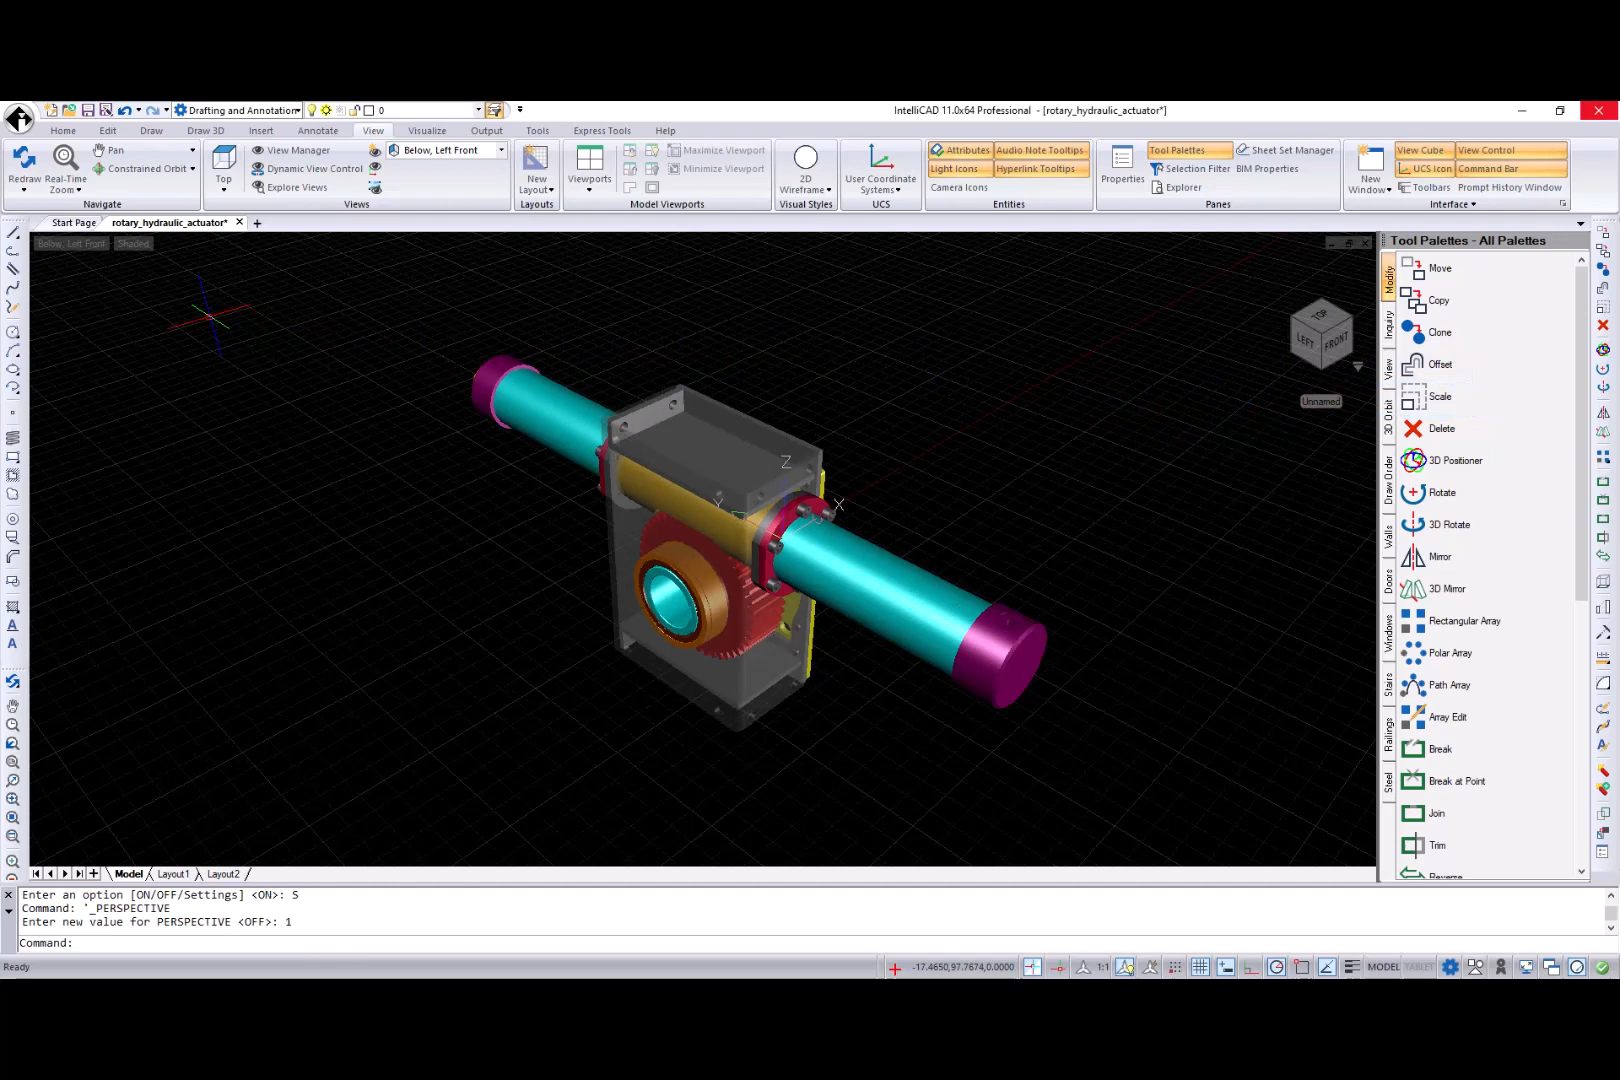 Drafting and Annotation
0
IntelliCAD 11.0x64 Professional - [rotary_hydraulic_actuator*]
Home Edit Draw Draw 3D Insert Annotate View Visualize Output Tools Express Tools Help
Redraw
Real-Time
Zoom
Pan
Constrained Orbit
Navigate
Top
View Manager
Dynamic View Control
Explore Views
Below, Left Front
Views
New
Layout
Layouts
Viewports
Maximize Viewport
Minimize Viewport
Model Viewports
2D
Wireframe
Visual Styles
User Coordinate
Systems
UCS
Attributes Audio Note Tooltips
Light Icons Hyperlink Tooltips
Camera Icons
Entities
Properties
Tool Palettes Sheet Set Manager
Selection Filter BIM Properties
Explorer
Panes
New
Window
View Cube View Control
UCS Icon Command Bar
Toolbars Prompt History Window
Interface
Start Page rotary_hydraulic_actuator*
Below, Left Front Shaded
TOP
LEFT FRONT
Unnamed
Z
Y X
Tool Palettes - All Palettes
Modify
Inquiry
View
3D Orbit
Draw Order
Walls
Doors
Windows
Stairs
Railings
Steel
Move
Copy
Clone
Offset
Scale
Delete
3D Positioner
Rotate
3D Rotate
Mirror
3D Mirror
Rectangular Array
Polar Array
Path Array
Array Edit
Break
Break at Point
Join
Trim
Reverse
Model Layout1 Layout2
Enter an option [ON/OFF/Settings] <ON>: S
Command: '_PERSPECTIVE
Enter new value for PERSPECTIVE <OFF>: 1
Command:
Ready
-17.4650,97.7674,0.0000
1:1
MODEL
TABLET